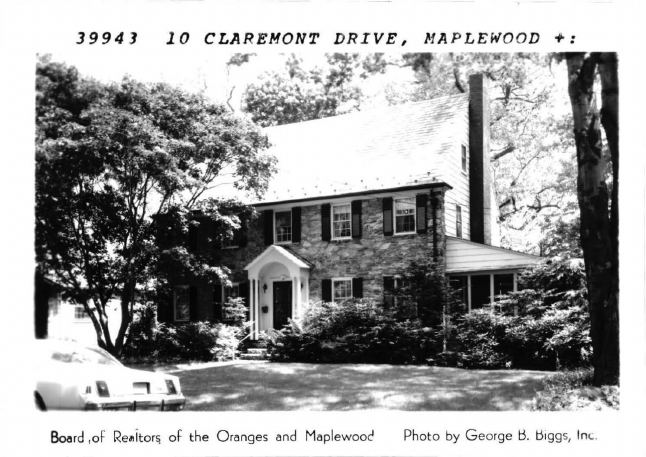 39943 10 CLAREMONT DRIVE, MAPLEWOOD +:
Board of Realtors of the Oranges and Maplewood Photo by George B. Biggs, Inc.